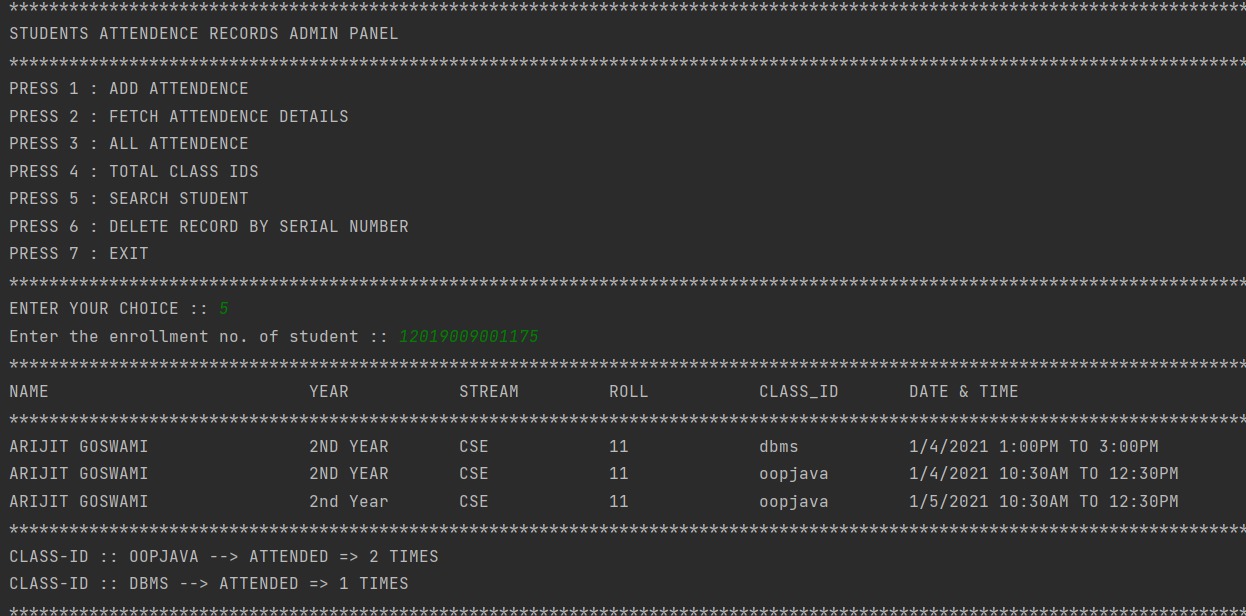 ****************************************************************************************************************************
STUDENTS ATTENDENCE RECORDS ADMIN PANEL
****************************************************************************************************************************
PRESS 1 : ADD ATTENDENCE
PRESS 2 : FETCH ATTENDENCE DETAILS
PRESS 3 : ALL ATTENDENCE
PRESS 4 : TOTAL CLASS IDS
PRESS 5 : SEARCH STUDENT
PRESS 6 : DELETE RECORD BY SERIAL NUMBER
PRESS 7 : EXIT
****************************************************************************************************************************
ENTER YOUR CHOICE :: 5
Enter the enrollment no. of student :: 12019009001175
****************************************************************************************************************************
NAME                          YEAR           STREAM         ROLL           CLASS_ID       DATE & TIME
****************************************************************************************************************************
ARIJIT GOSWAMI                2ND YEAR       CSE            11             dbms           1/4/2021 1:00PM TO 3:00PM
ARIJIT GOSWAMI                2ND YEAR       CSE            11             oopjava        1/4/2021 10:30AM TO 12:30PM
ARIJIT GOSWAMI                2nd Year       CSE            11             oopjava        1/5/2021 10:30AM TO 12:30PM
****************************************************************************************************************************
CLASS-ID :: OOPJAVA --> ATTENDED => 2 TIMES
CLASS-ID :: DBMS --> ATTENDED => 1 TIMES
****************************************************************************************************************************